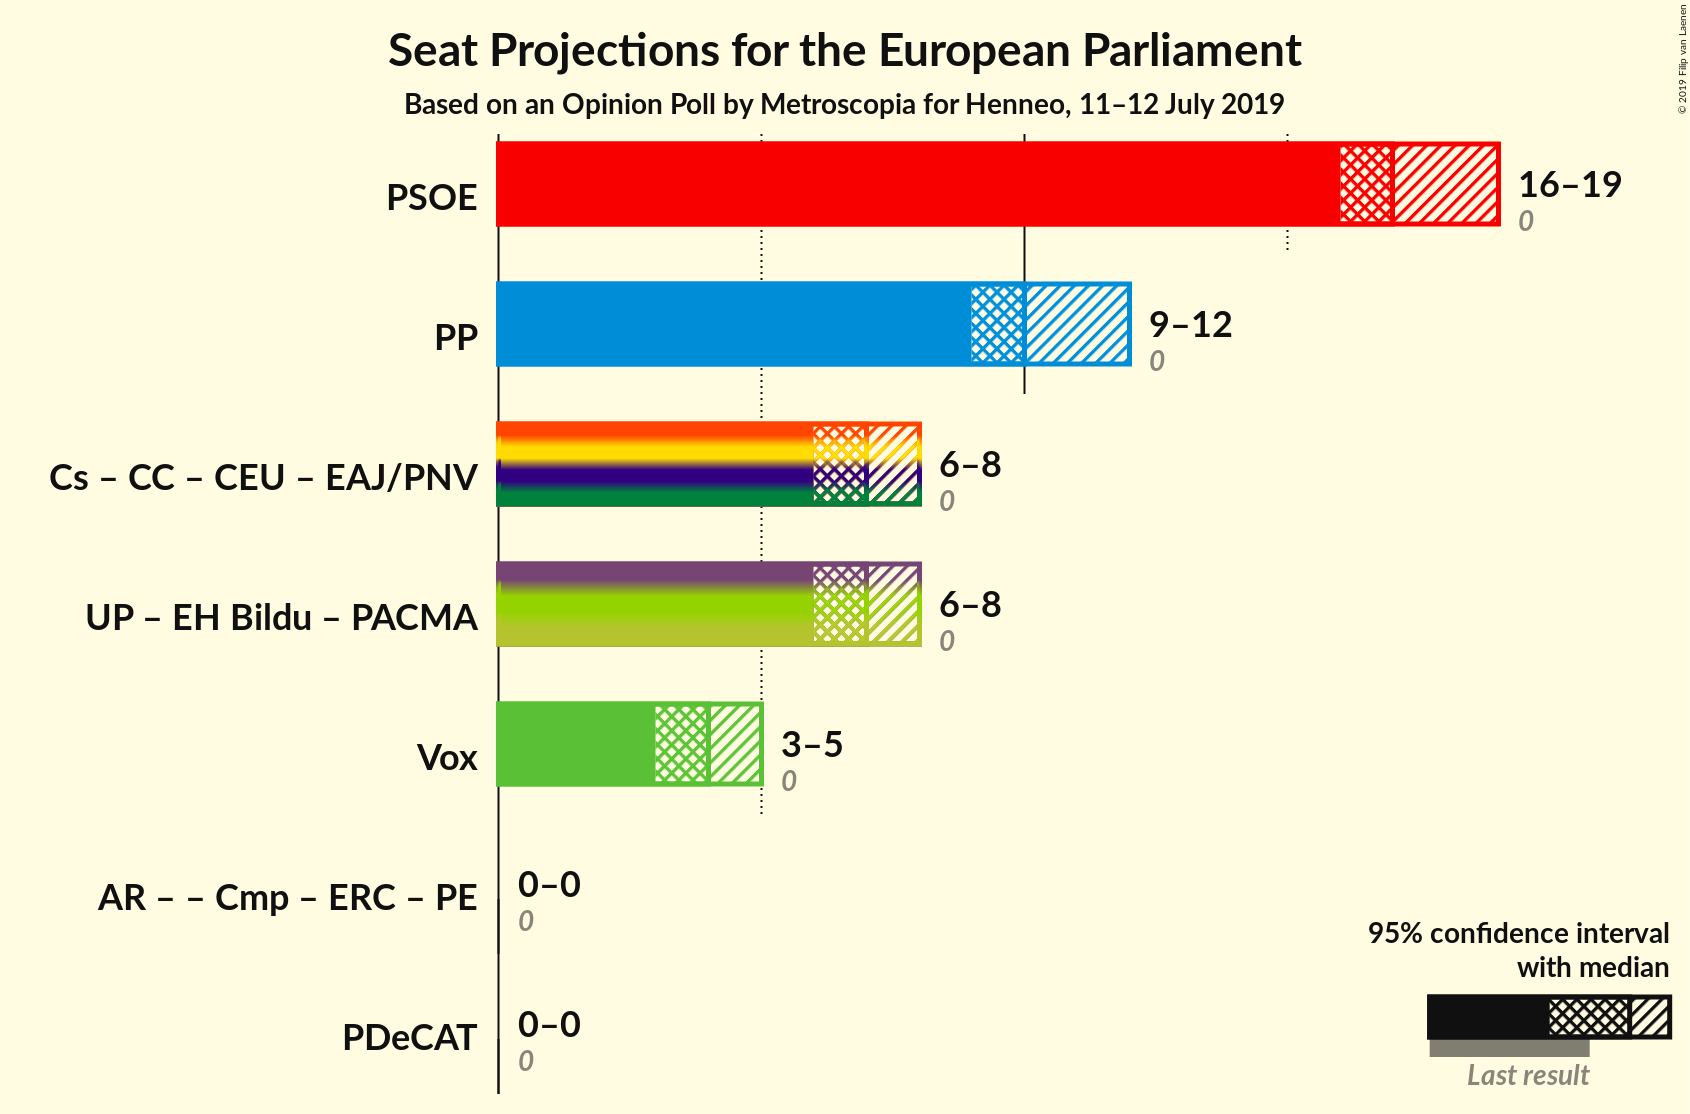 Seat Projections for the European Parliament
Based on an Opinion Poll by Metroscopia for Henneo, 11–12 July 2019
© 2019 Filip van Laenen
PSOE
16–19
0
PP
9–12
0
Cs – CC – CEU – EAJ/PNV
6–8
0
UP – EH Bildu – PACMA
6–8
0
Vox
3–5
0
AR – – Cmp – ERC – PE
0–0
0
PDeCAT
0–0
0
95% confidence interval
with median
Last result